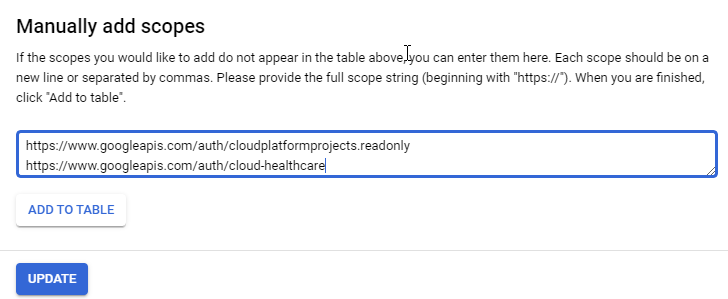 Manually add scopes
If the scopes you would like to add do not appear in the table above, you can enter them here. Each scope should be on a
new line or separated by commas. Please provide the full scope string (beginning with "https://"). When you are finished,
click "Add to table".
https://www.googleapis.com/auth/cloudplatformprojects.readonly
https://www.googleapis.com/auth/cloud-healthcare
ADD TO TABLE
UPDATE